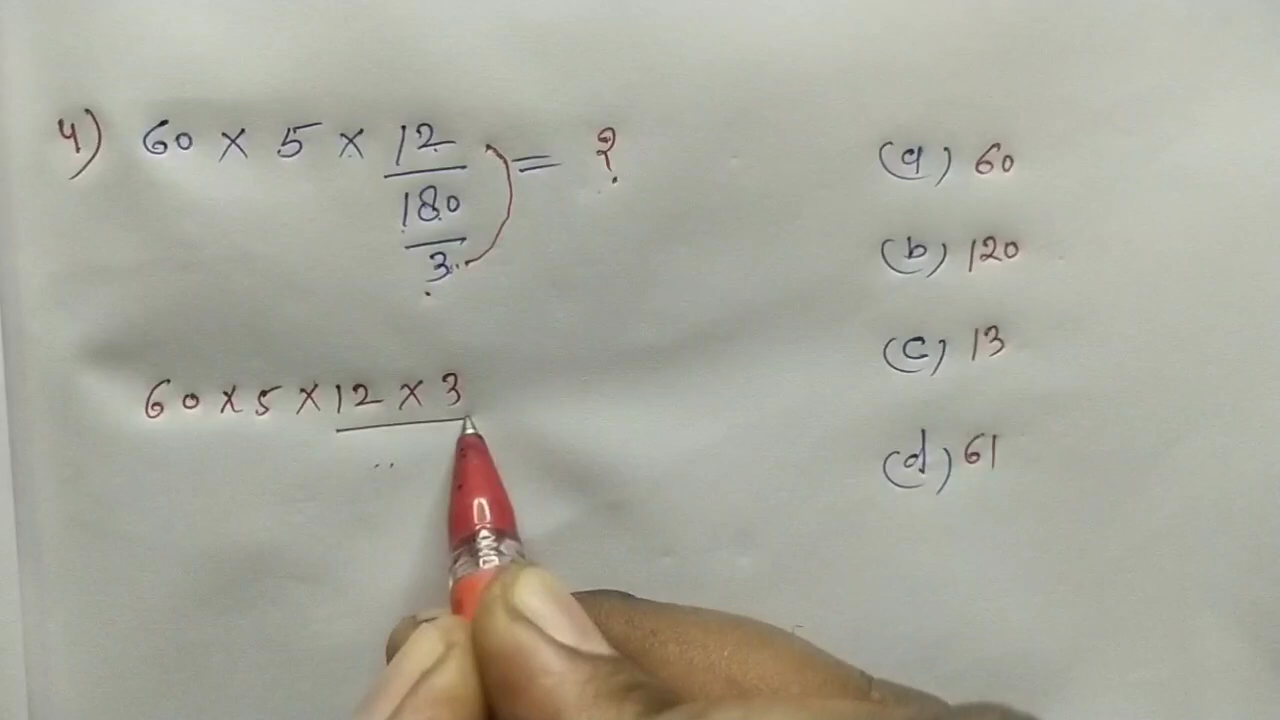 4) 60 × 5 × 12/180/3 = ?
(a) 60
(b) 120
(c) 13
(d) 61
60 × 5 × 12 × 3